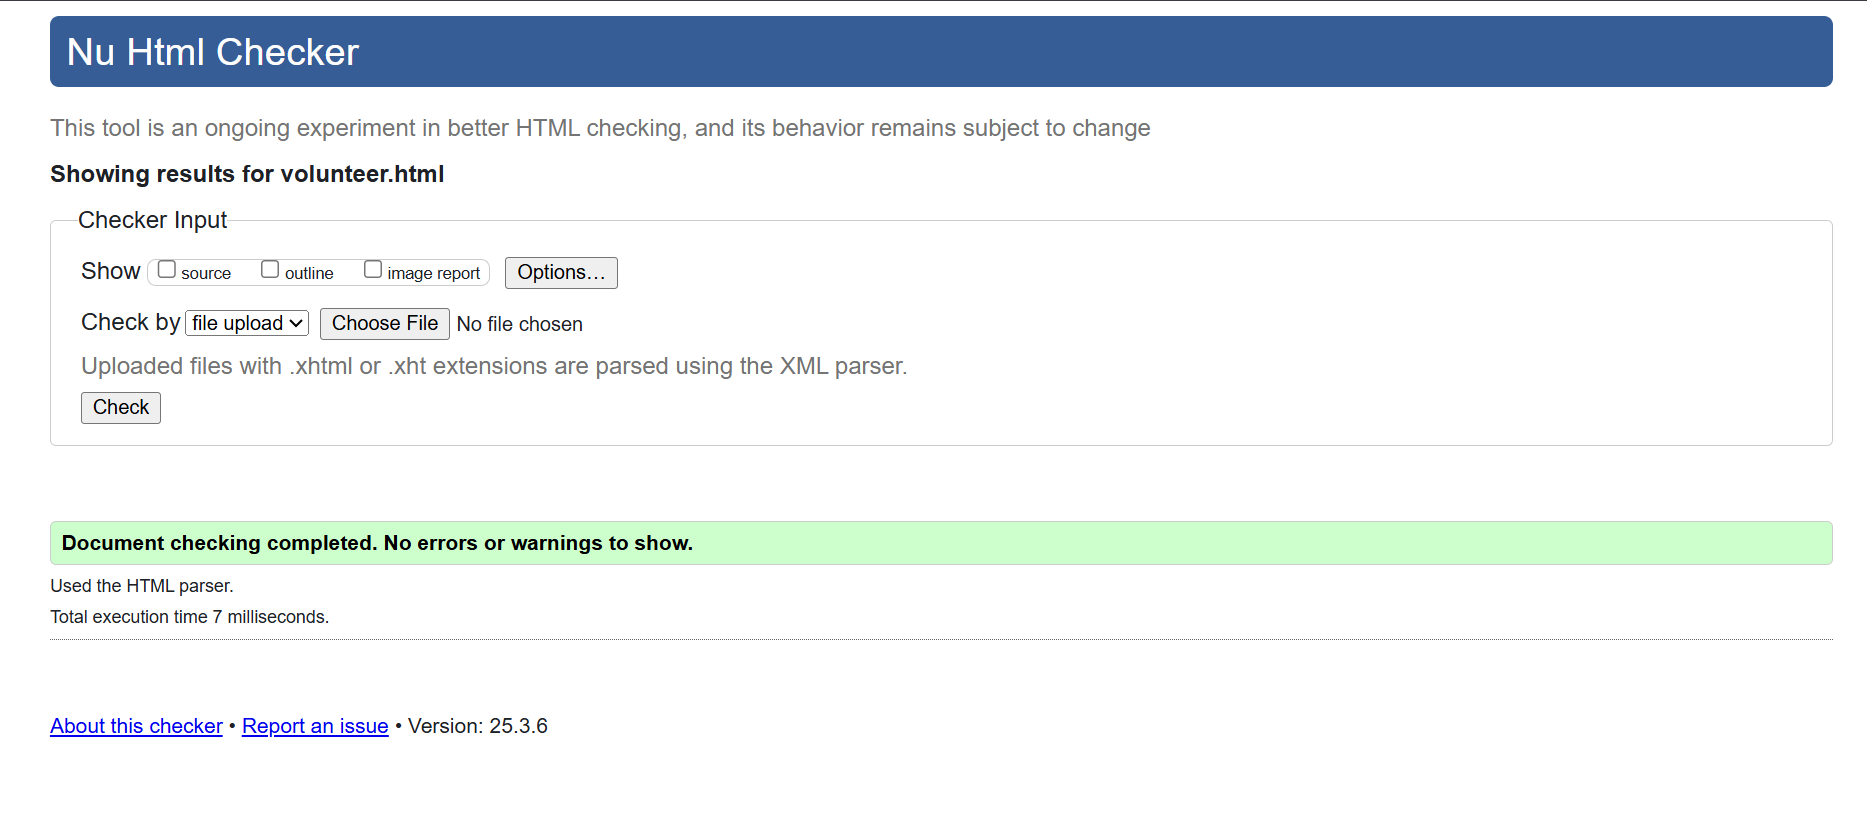 Nu Html Checker
This tool is an ongoing experiment in better HTML checking, and its behavior remains subject to change
Showing results for volunteer.html
Checker Input
Show source outline image report Options…
Check by file upload Choose File No file chosen
Uploaded files with .xhtml or .xht extensions are parsed using the XML parser.
Check
Document checking completed. No errors or warnings to show.
Used the HTML parser.
Total execution time 7 milliseconds.
About this checker • Report an issue • Version: 25.3.6